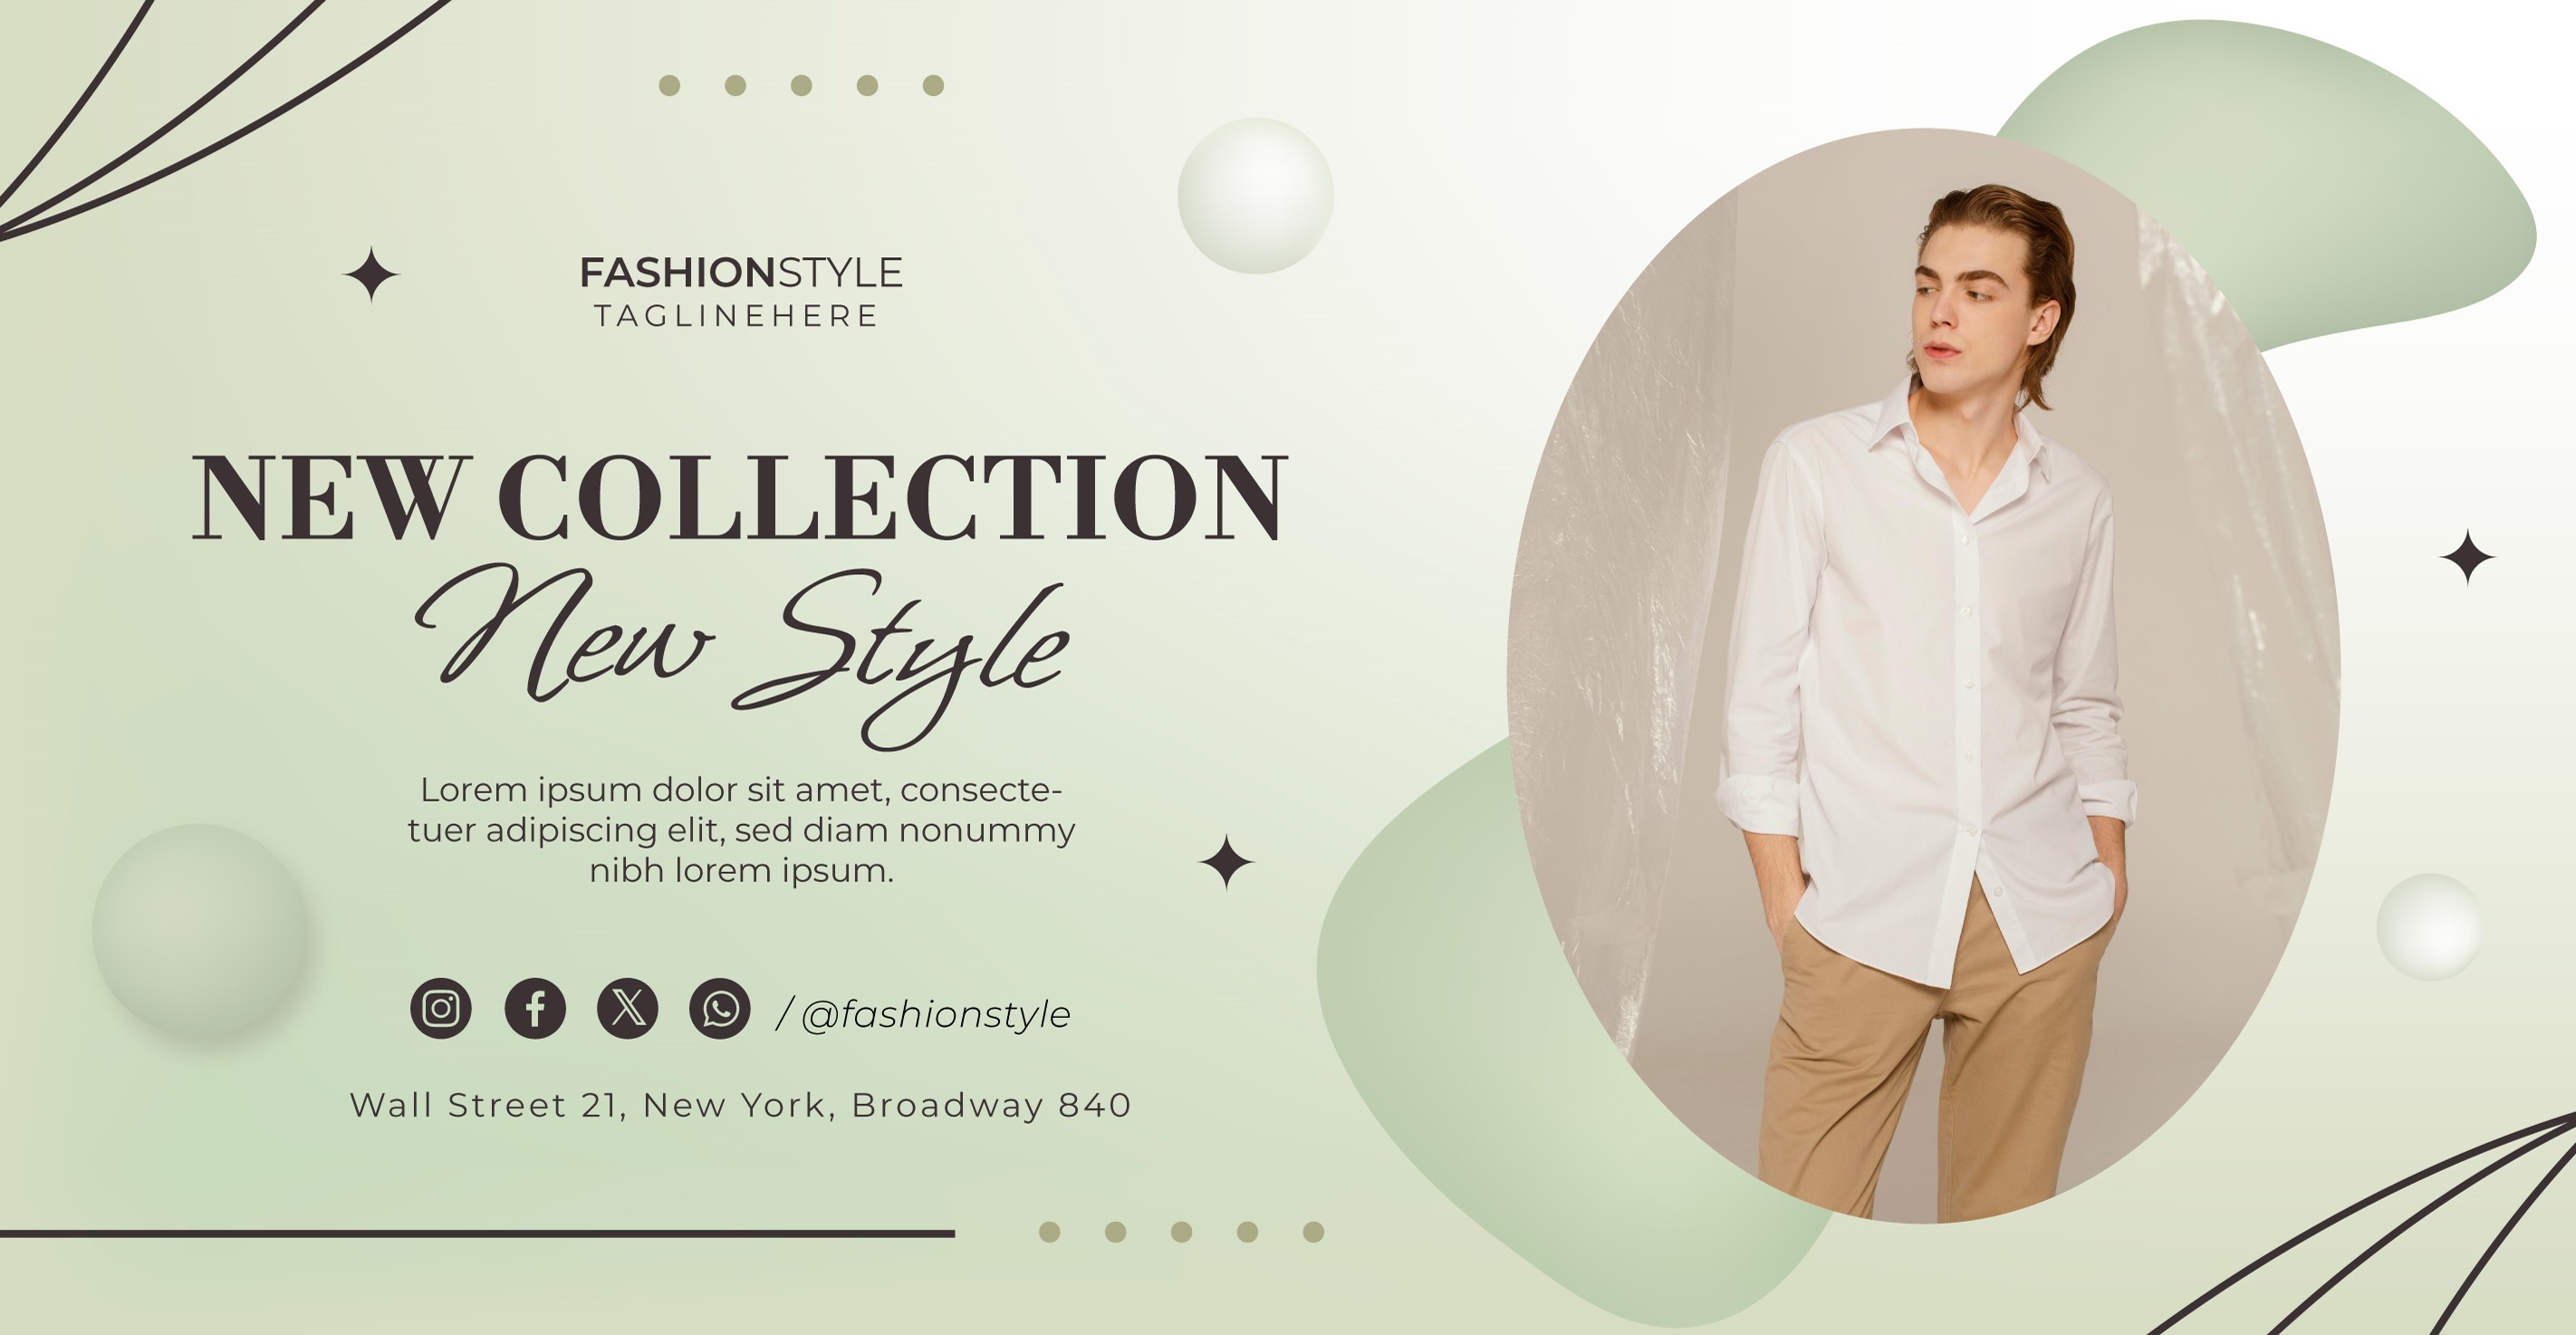 FASHIONSTYLE
TAGLINEHERE
NEW COLLECTION
New Style
Lorem ipsum dolor sit amet, consecte-
tuer adipiscing elit, sed diam nonummy
nibh lorem ipsum.
/ @fashionstyle
Wall Street 21, New York, Broadway 840